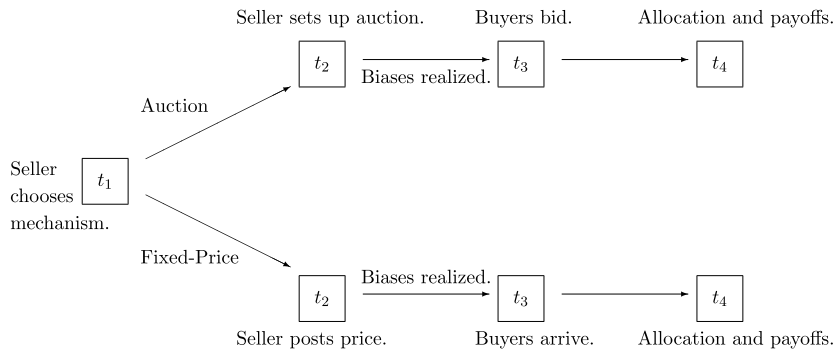 Seller sets up auction.
Buyers bid.
Allocation and payoffs.
t₂
t₃
t₄
Biases realized.
Auction
Seller
chooses
mechanism.
t₁
Fixed-Price
Biases realized.
t₂
t₃
t₄
Seller posts price.
Buyers arrive.
Allocation and payoffs.